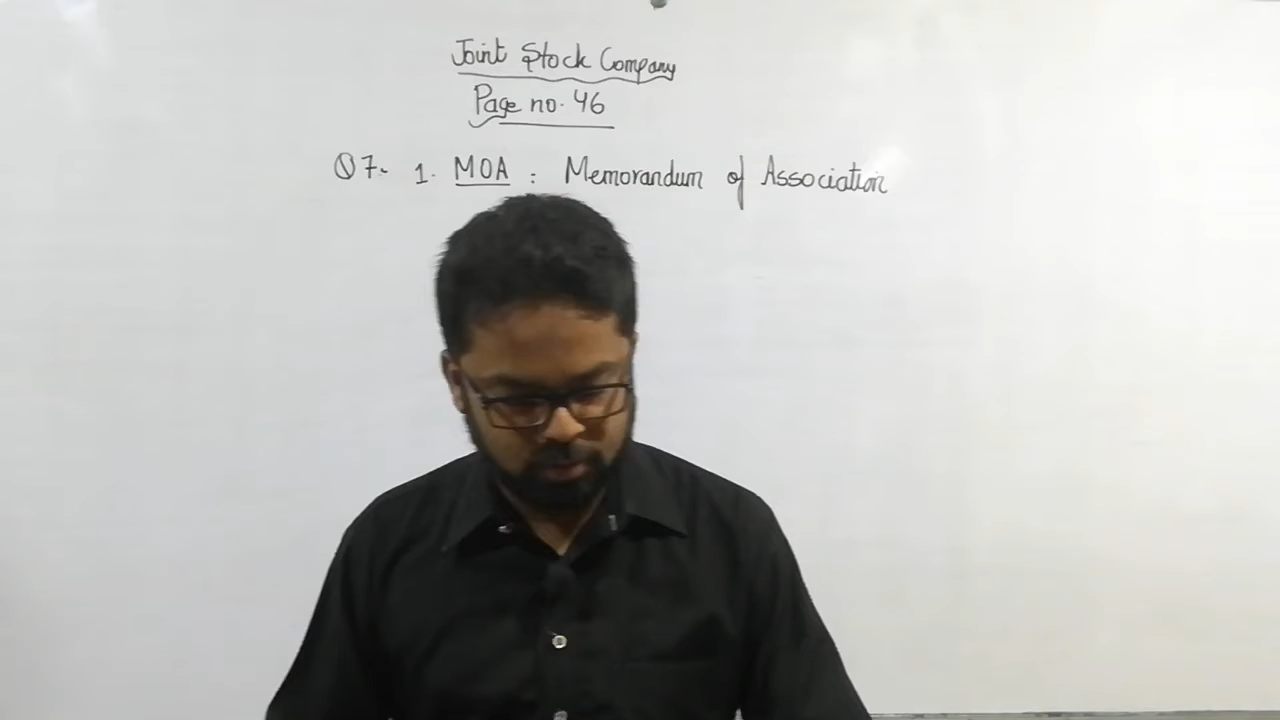 Joint Stock Company
Page no. 46
Q7. 1. MOA : Memorandum of Association